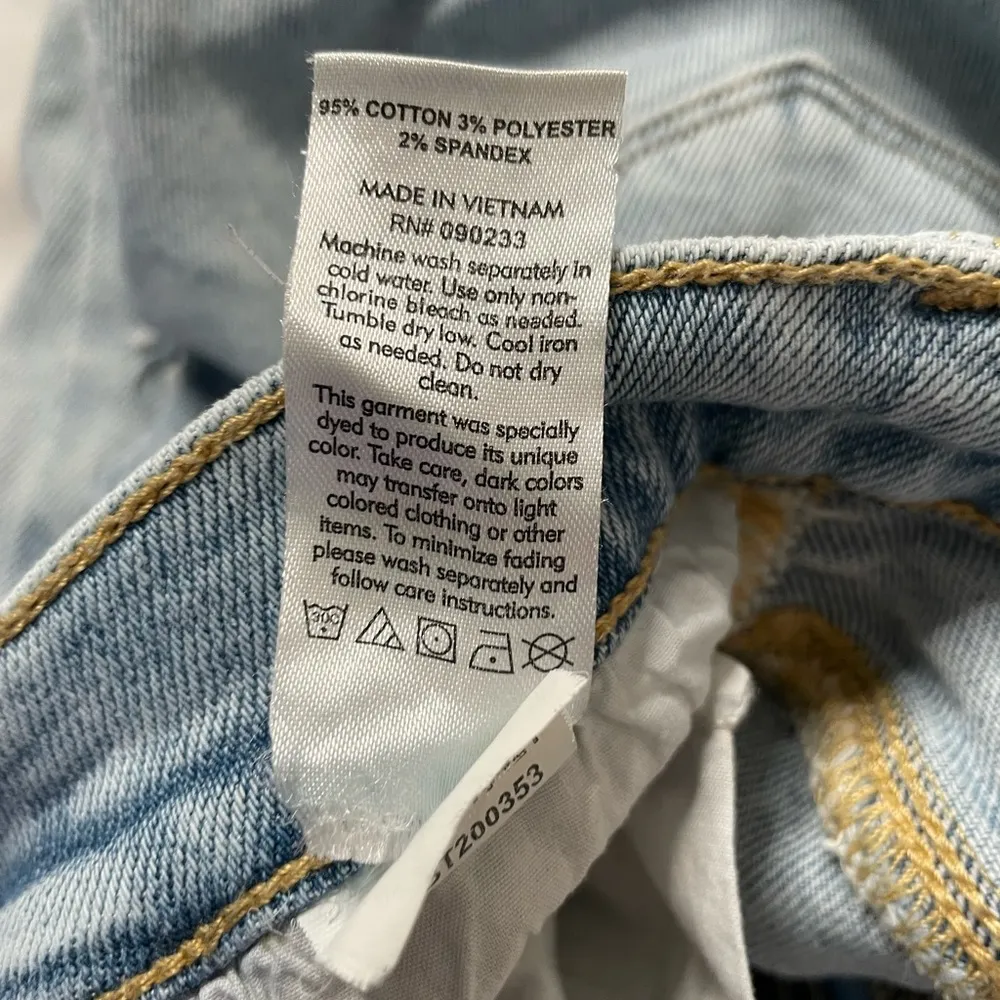 95% COTTON 3% POLYESTER
2% SPANDEX
MADE IN VIETNAM
RN# 090233
Machine wash separately in
cold water. Use only non-
chlorine bleach as needed.
Tumble dry low. Cool iron
as needed. Do not dry
clean.
This garment was specially
dyed to produce its unique
color. Take care, dark colors
may transfer onto light
colored clothing or other
items. To minimize fading
please wash separately and
follow care instructions.
30C
ST200353